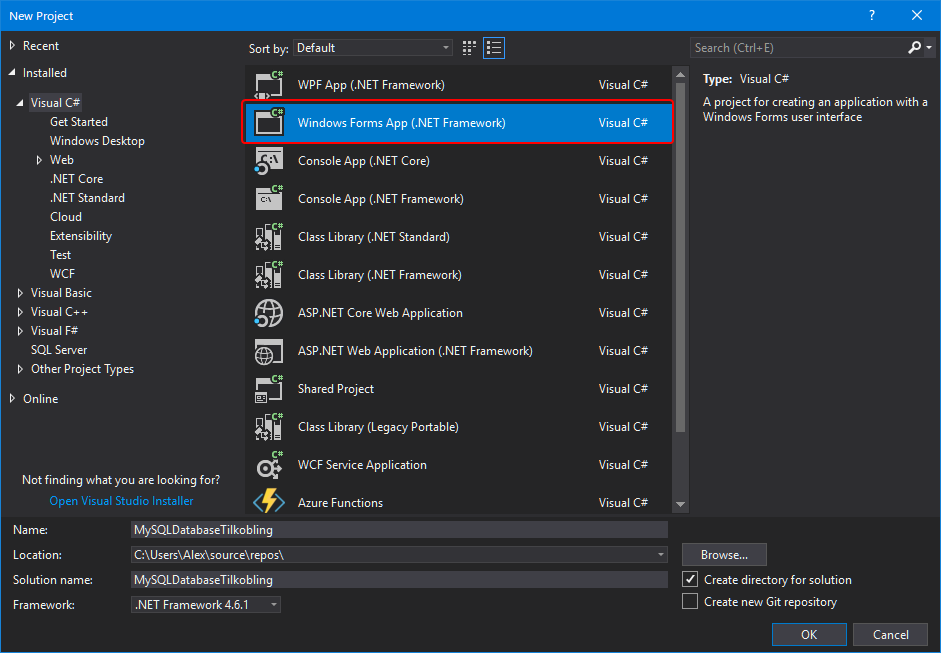 New Project
?
Recent
Installed
Visual C#
Get Started
Windows Desktop
Web
.NET Core
.NET Standard
Cloud
Extensibility
Test
WCF
Visual Basic
Visual C++
Visual F#
SQL Server
Other Project Types
Online
Not finding what you are looking for?
Open Visual Studio Installer
Sort by: Default
C# WPF App (.NET Framework) Visual C#
C# Windows Forms App (.NET Framework) Visual C#
C:\ Console App (.NET Core) Visual C#
C# C:\ Console App (.NET Framework) Visual C#
C# Class Library (.NET Standard) Visual C#
C# Class Library (.NET Framework) Visual C#
ASP.NET Core Web Application Visual C#
ASP.NET Web Application (.NET Framework) Visual C#
C# Shared Project Visual C#
C# Class Library (Legacy Portable) Visual C#
C# WCF Service Application Visual C#
Azure Functions Visual C#
Search (Ctrl+E)
Type: Visual C#
A project for creating an application with a
Windows Forms user interface
Name: MySQLDatabaseTilkobling
Location: C:\Users\Alex\source\repos\
Browse...
Solution name: MySQLDatabaseTilkobling
Create directory for solution
Framework: .NET Framework 4.6.1
Create new Git repository
OK Cancel